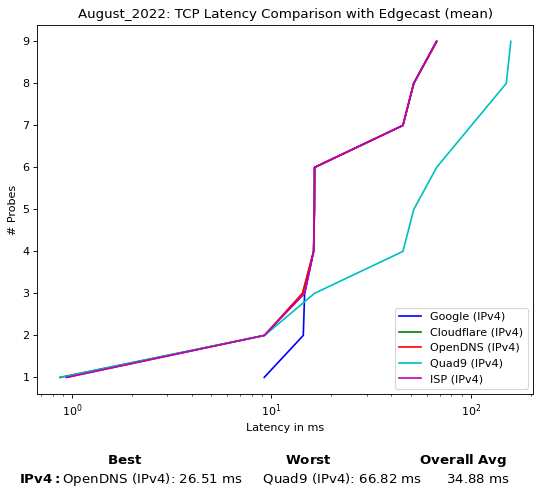 August_2022: TCP Latency Comparison with Edgecast (mean)
9
8
7
6
5
4
3
2
1
# Probes
10⁰
10¹
10²
Latency in ms
Google (IPv4)
Cloudflare (IPv4)
OpenDNS (IPv4)
Quad9 (IPv4)
ISP (IPv4)
Best Worst Overall Avg
IPv4: OpenDNS (IPv4): 26.51 ms Quad9 (IPv4): 66.82 ms 34.88 ms